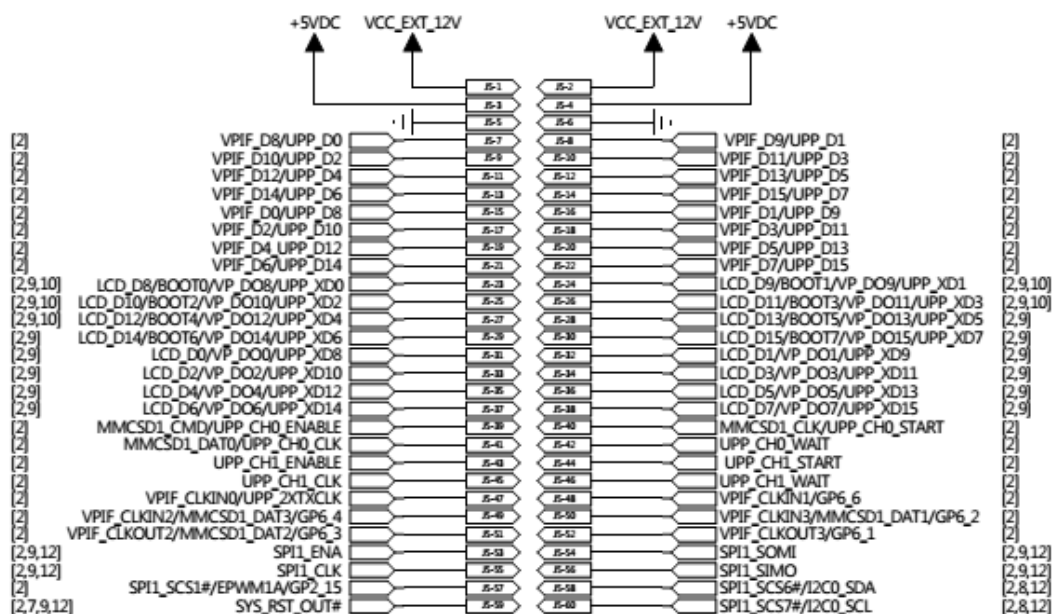 +5VDC VCC_EXT_12V VCC_EXT_12V +5VDC
J5-1 J5-2
J5-3 J5-4
J5-5 J5-6
[2] VPIF_D8/UPP_D0 J5-7 J5-8 VPIF_D9/UPP_D1 [2]
[2] VPIF_D10/UPP_D2 J5-9 J5-10 VPIF_D11/UPP_D3 [2]
[2] VPIF_D12/UPP_D4 J5-11 J5-12 VPIF_D13/UPP_D5 [2]
[2] VPIF_D14/UPP_D6 J5-13 J5-14 VPIF_D15/UPP_D7 [2]
[2] VPIF_D0/UPP_D8 J5-15 J5-16 VPIF_D1/UPP_D9 [2]
[2] VPIF_D2/UPP_D10 J5-17 J5-18 VPIF_D3/UPP_D11 [2]
[2] VPIF_D4_UPP_D12 J5-19 J5-20 VPIF_D5/UPP_D13 [2]
[2] VPIF_D6/UPP_D14 J5-21 J5-22 VPIF_D7/UPP_D15 [2]
[2,9,10] LCD_D8/BOOT0/VP_DO8/UPP_XD0 J5-23 J5-24 LCD_D9/BOOT1/VP_DO9/UPP_XD1 [2,9,10]
[2,9,10] LCD_D10/BOOT2/VP_DO10/UPP_XD2 J5-25 J5-26 LCD_D11/BOOT3/VP_DO11/UPP_XD3 [2,9,10]
[2,9,10] LCD_D12/BOOT4/VP_DO12/UPP_XD4 J5-27 J5-28 LCD_D13/BOOT5/VP_DO13/UPP_XD5 [2,9]
[2,9] LCD_D14/BOOT6/VP_DO14/UPP_XD6 J5-29 J5-30 LCD_D15/BOOT7/VP_DO15/UPP_XD7 [2,9]
[2,9] LCD_D0/VP_DO0/UPP_XD8 J5-31 J5-32 LCD_D1/VP_DO1/UPP_XD9 [2,9]
[2,9] LCD_D2/VP_DO2/UPP_XD10 J5-33 J5-34 LCD_D3/VP_DO3/UPP_XD11 [2,9]
[2,9] LCD_D4/VP_DO4/UPP_XD12 J5-35 J5-36 LCD_D5/VP_DO5/UPP_XD13 [2,9]
[2,9] LCD_D6/VP_DO6/UPP_XD14 J5-37 J5-38 LCD_D7/VP_DO7/UPP_XD15 [2,9]
[2] MMCSD1_CMD/UPP_CH0_ENABLE J5-39 J5-40 MMCSD1_CLK/UPP_CH0_START [2]
[2] MMCSD1_DAT0/UPP_CH0_CLK J5-41 J5-42 UPP_CH0_WAIT [2]
[2] UPP_CH1_ENABLE J5-43 J5-44 UPP_CH1_START [2]
[2] UPP_CH1_CLK J5-45 J5-46 UPP_CH1_WAIT [2]
[2] VPIF_CLKIN0/UPP_2XTXCLK J5-47 J5-48 VPIF_CLKIN1/GP6_6 [2]
[2] VPIF_CLKIN2/MMCSD1_DAT3/GP6_4 J5-49 J5-50 VPIF_CLKIN3/MMCSD1_DAT1/GP6_2 [2]
[2] VPIF_CLKOUT2/MMCSD1_DAT2/GP6_3 J5-51 J5-52 VPIF_CLKOUT3/GP6_1 [2]
[2,9,12] SPI1_ENA J5-53 J5-54 SPI1_SOMI [2,9,12]
[2,9,12] SPI1_CLK J5-55 J5-56 SPI1_SIMO [2,9,12]
[2] SPI1_SCS1#/EPWM1A/GP2_15 J5-57 J5-58 SPI1_SCS6#/I2C0_SDA [2,8,12]
[2,7,9,12] SYS_RST_OUT# J5-59 J5-60 SPI1_SCS7#/I2C0_SCL [2,8,12]